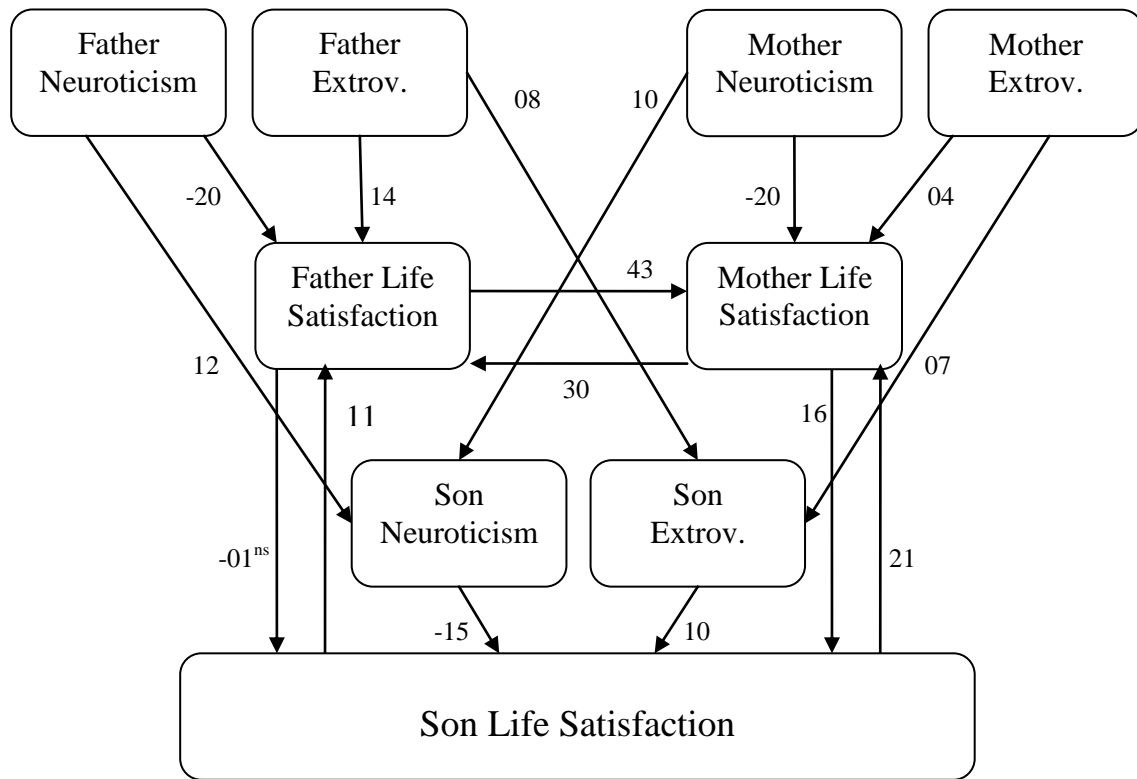 Father
Neuroticism
Father
Extrov.
Mother
Neuroticism
Mother
Extrov.
08
10
-20
14
-20
04
Father Life
Satisfaction
43
Mother Life
Satisfaction
12
30
07
11
16
Son
Neuroticism
Son
Extrov.
-01ns
21
-15
10
Son Life Satisfaction